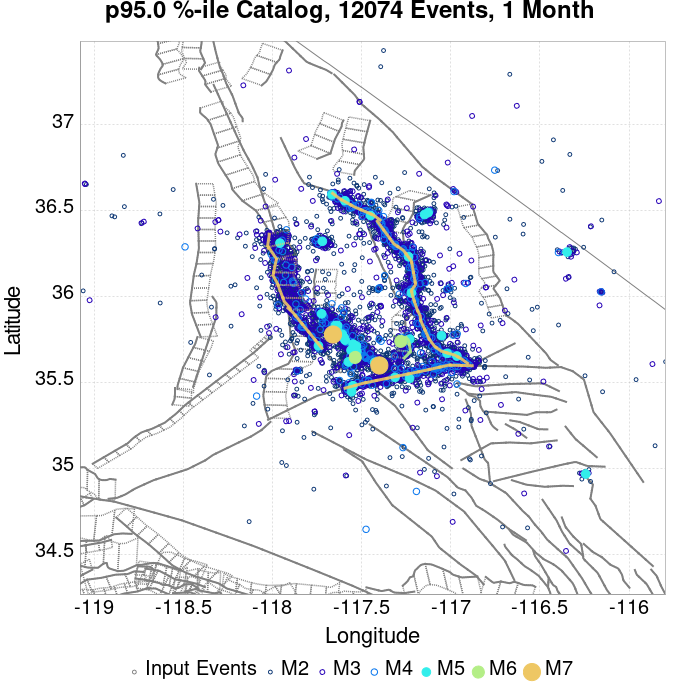 p95.0 %-ile Catalog, 12074 Events, 1 Month
37
36.5
36
35.5
35
34.5
Latitude
-119 -118.5 -118 -117.5 -117 -116.5 -116
Longitude
Input Events M2 M3 M4 M5 M6 M7